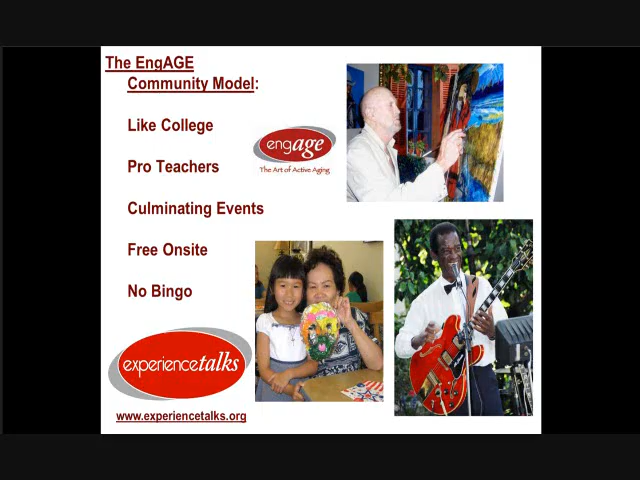 The EngAGE
Community Model:
Like College
engage
The Art of Active Aging
Pro Teachers
Culminating Events
Free Onsite
No Bingo
experiencetalks
www.experiencetalks.org